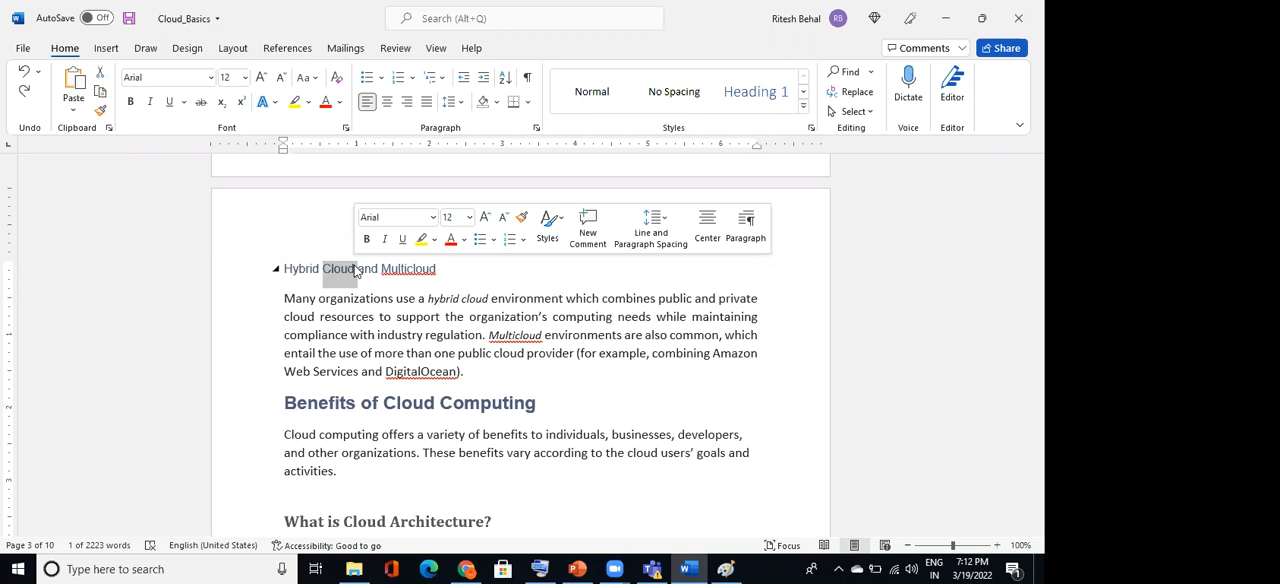 AutoSave Off Cloud_Basics Search (Alt+Q) Ritesh Behal RB
File Home Insert Draw Design Layout References Mailings Review View Help Comments Share
Paste Arial 12 Aa A A Normal No Spacing Heading 1 Find Replace Select Dictate Editor
Undo Clipboard Font Paragraph Styles Editing Voice Editor
1 2 3 4 5 6
Arial 12 Styles New Comment Line and Paragraph Spacing Center Paragraph
B I U
Hybrid Cloud and Multicloud
Many organizations use a hybrid cloud environment which combines public and private
cloud resources to support the organization's computing needs while maintaining
compliance with industry regulation. Multicloud environments are also common, which
entail the use of more than one public cloud provider (for example, combining Amazon
Web Services and DigitalOcean).
Benefits of Cloud Computing
Cloud computing offers a variety of benefits to individuals, businesses, developers,
and other organizations. These benefits vary according to the cloud users' goals and
activities.
What is Cloud Architecture?
Page 3 of 10 1 of 2223 words English (United States) Accessibility: Good to go Focus 100%
Type here to search ENG IN 7:12 PM 3/19/2022 1